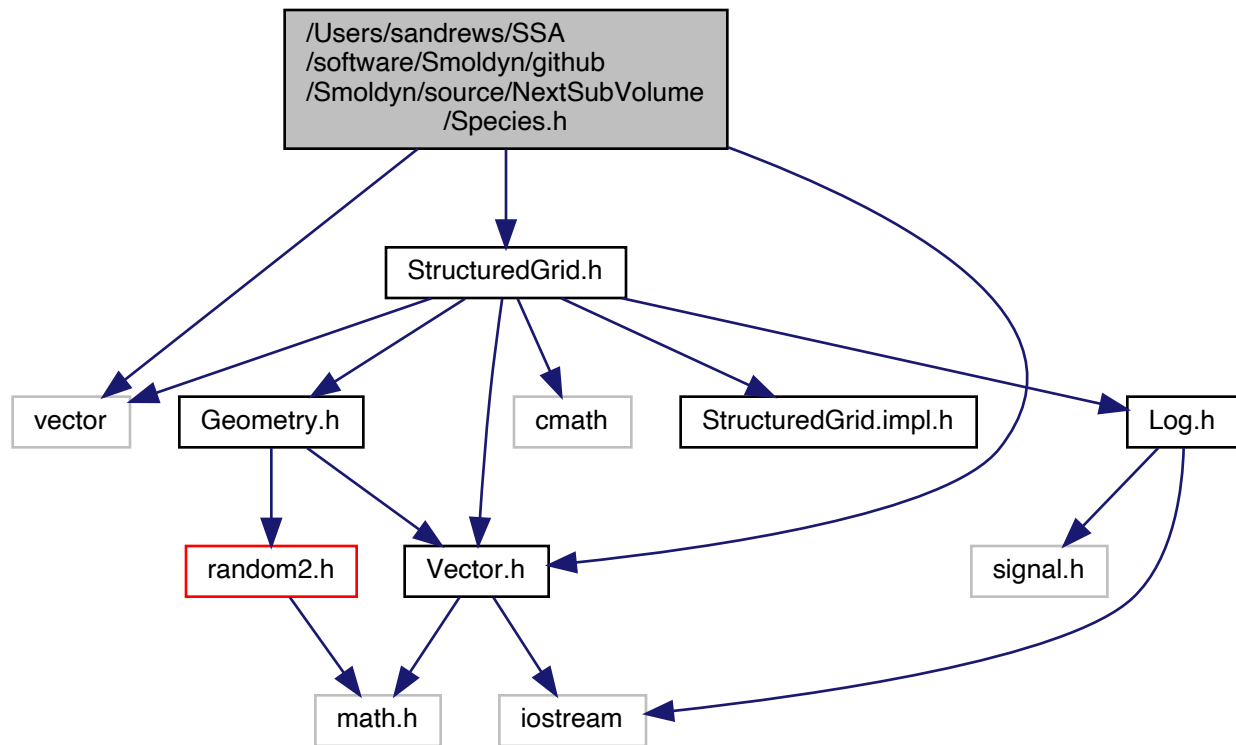 /Users/sandrews/SSA
/software/Smoldyn/github
/Smoldyn/source/NextSubVolume
/Species.h
StructuredGrid.h
vector
Geometry.h
cmath
StructuredGrid.impl.h
Log.h
random2.h
Vector.h
signal.h
math.h
iostream